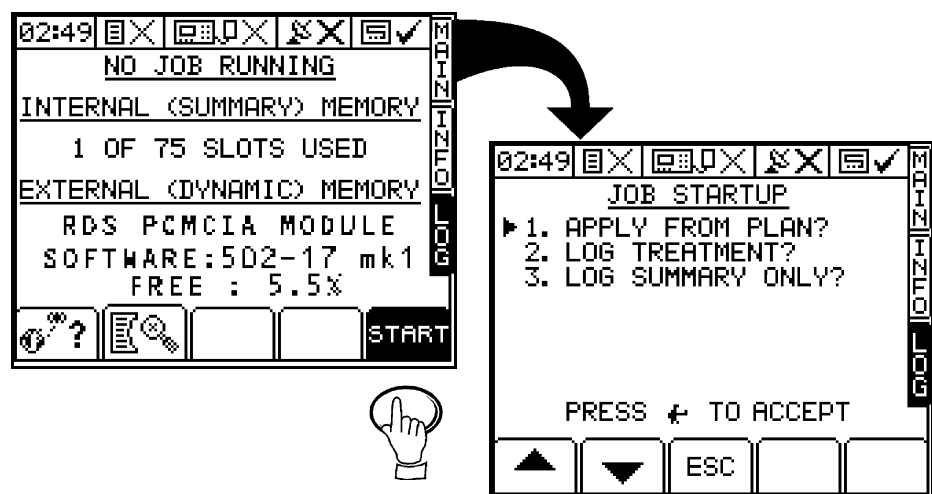 02:49
NO JOB RUNNING
INTERNAL (SUMMARY) MEMORY
1 OF 75 SLOTS USED
EXTERNAL (DYNAMIC) MEMORY
RDS PCMCIA MODULE
SOFTWARE:5D2-17 mk1
FREE : 5.5%
?
START
MAIN
INFO
LOG
02:49
JOB STARTUP
1. APPLY FROM PLAN?
2. LOG TREATMENT?
3. LOG SUMMARY ONLY?
PRESS TO ACCEPT
ESC
MAIN
INFO
LOG